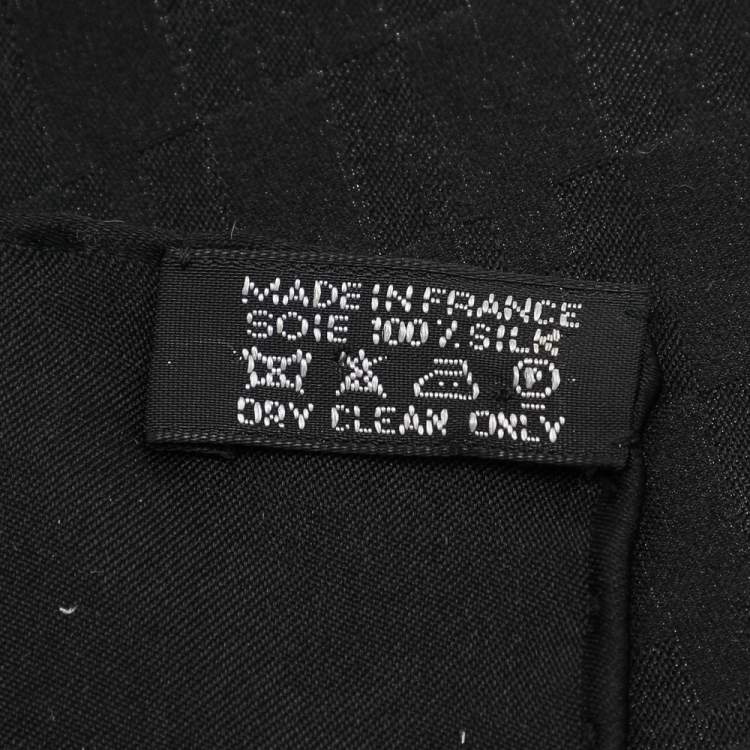 MADE IN FRANCE
SOIE 100% SILK
P
DRY CLEAN ONLY